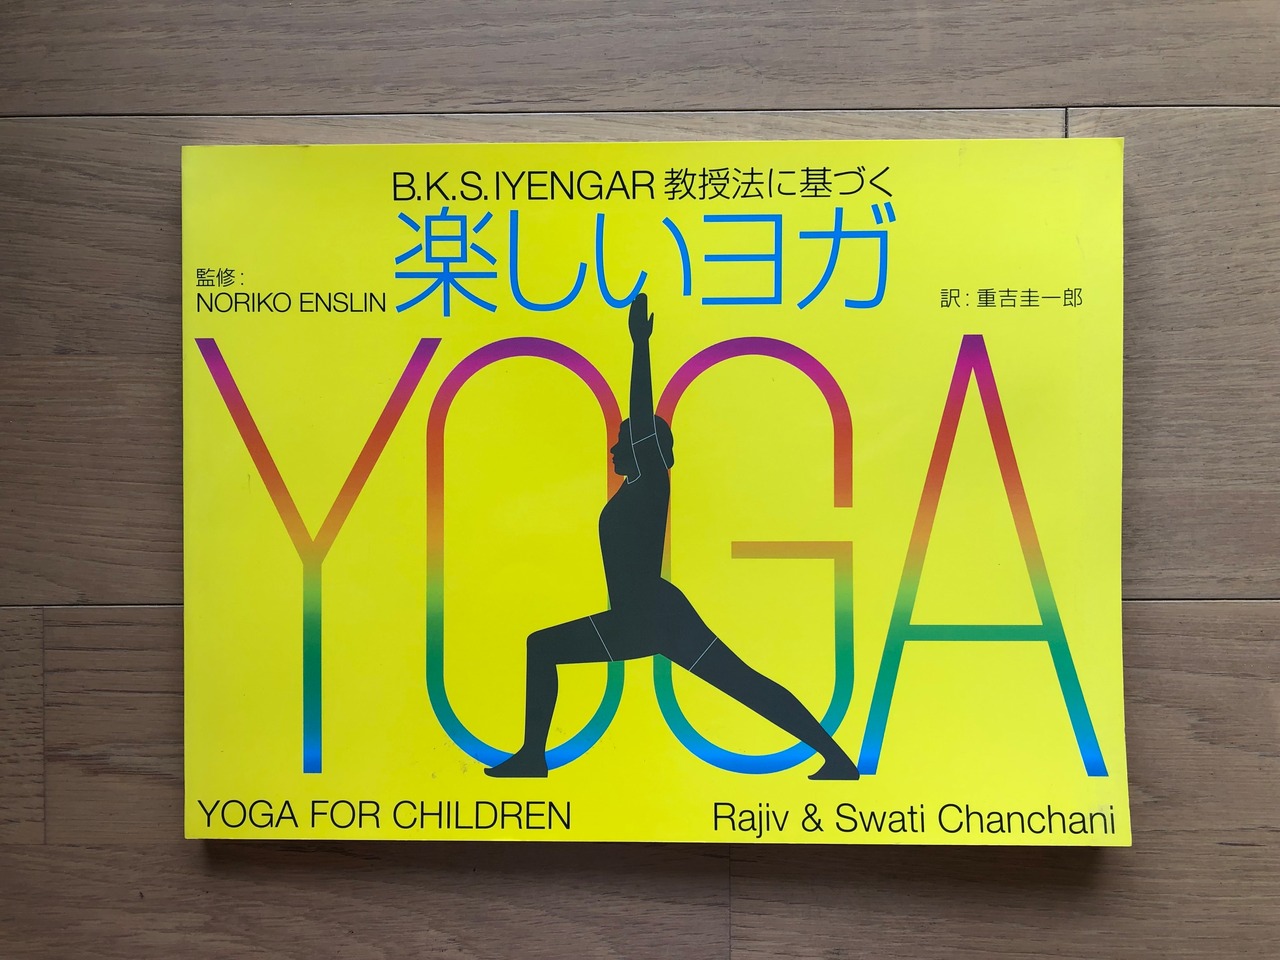 B.K.S.IYENGAR 教授法に基づく
楽しいヨガ
監修:
NORIKO ENSLIN
訳: 重吉圭一郎
YOGA
YOGA FOR CHILDREN
Rajiv & Swati Chanchani